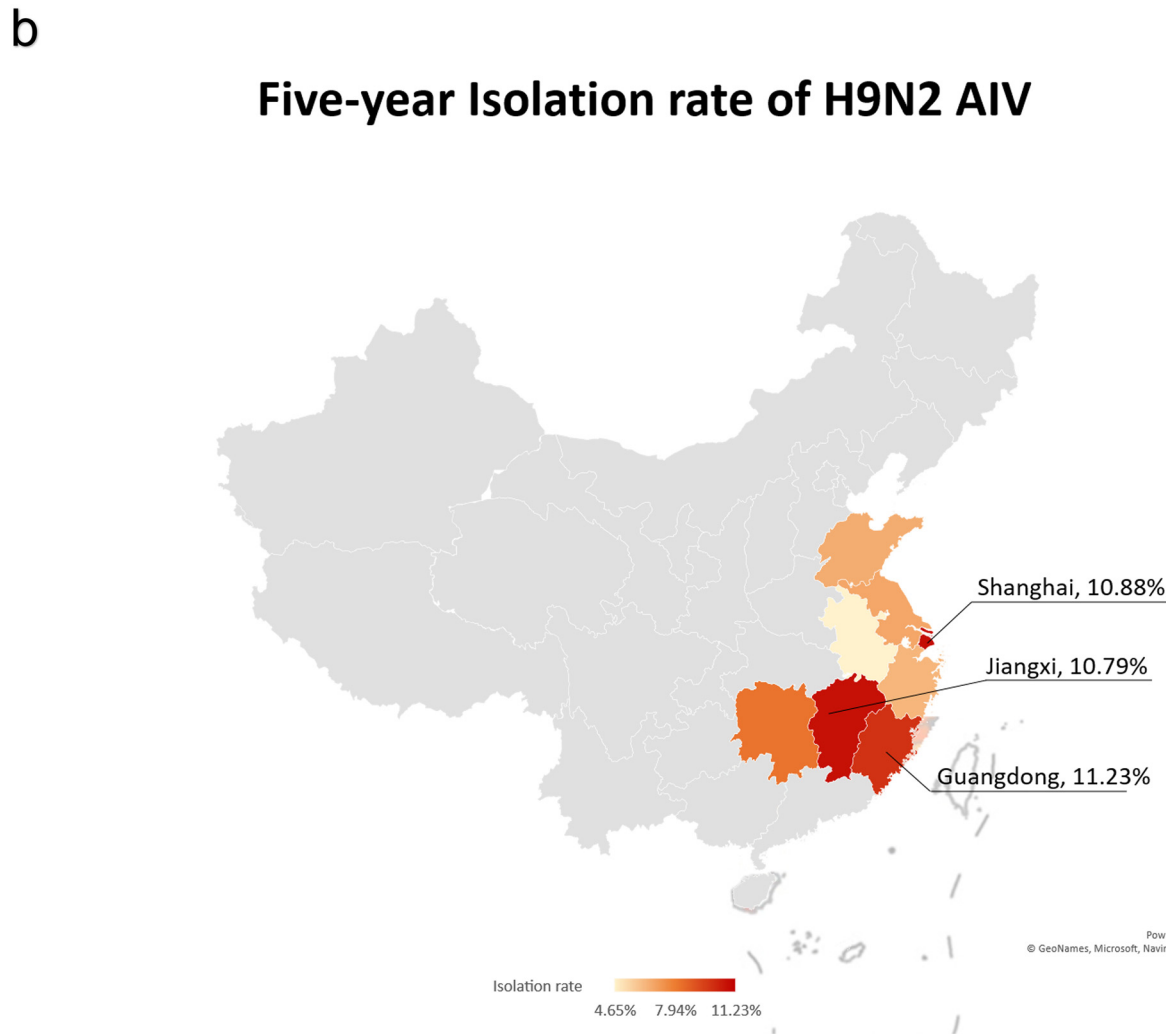 b
Five-year Isolation rate of H9N2 AIV
Shanghai, 10.88%
Jiangxi, 10.79%
Guangdong, 11.23%
Pow
© GeoNames, Microsoft, Navin
Isolation rate
4.65% 7.94% 11.23%